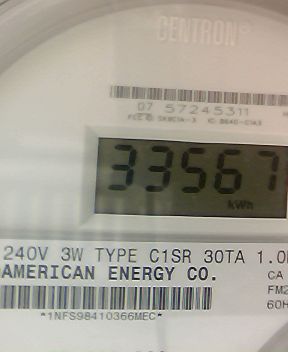 CENTRON®
07 57245311
33567
kWh
240V 3W TYPE C1SR 30TA 1.0
AMERICAN ENERGY CO.
CA
FM2
60H
*1NFS98410366MEC*